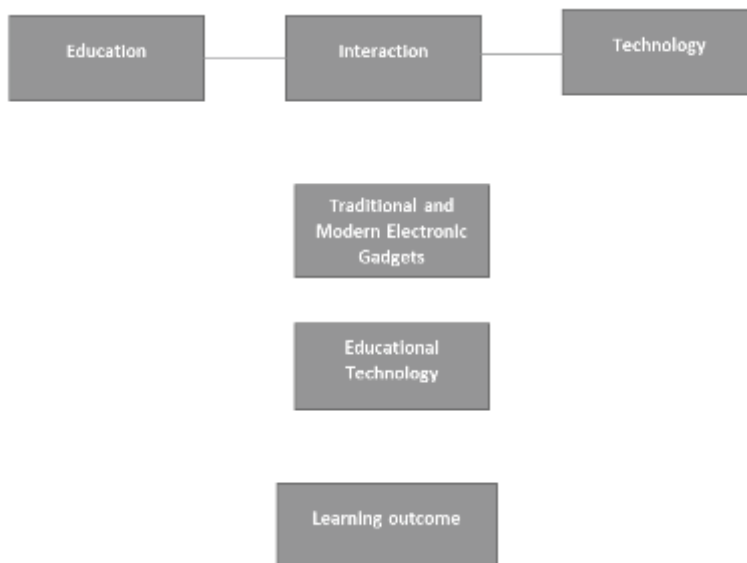 Education
Interaction
Technology
Traditional and
Modern Electronic
Gadgets
Educational
Technology
Learning outcome